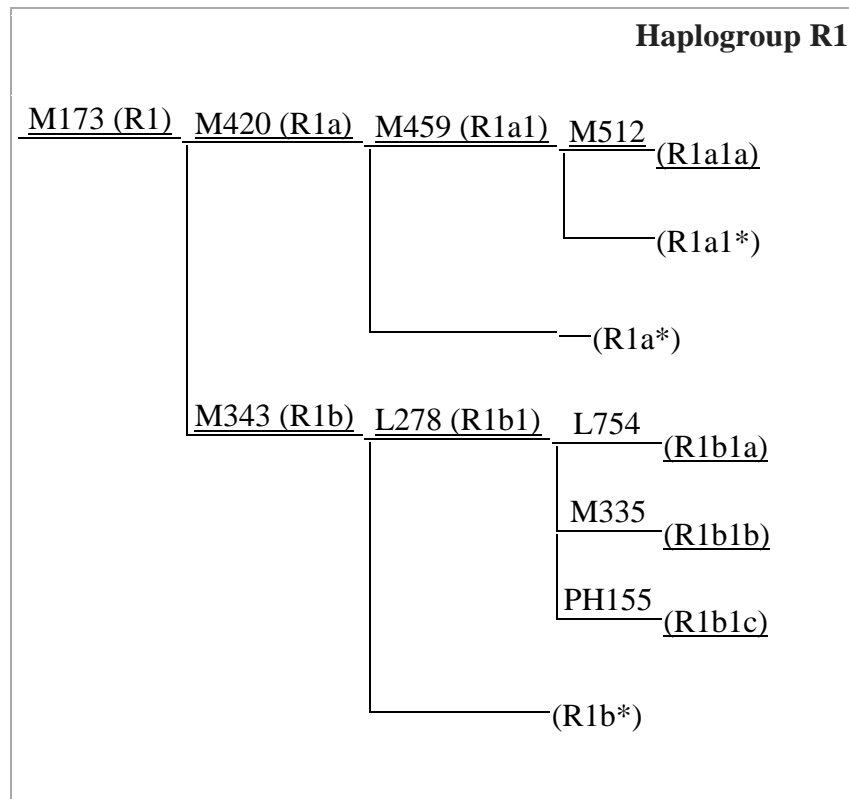 Haplogroup R1
M173 (R1) M420 (R1a) M459 (R1a1) M512 (R1a1a)
(R1a1*)
(R1a*)
M343 (R1b) L278 (R1b1) L754 (R1b1a)
M335 (R1b1b)
PH155 (R1b1c)
(R1b*)